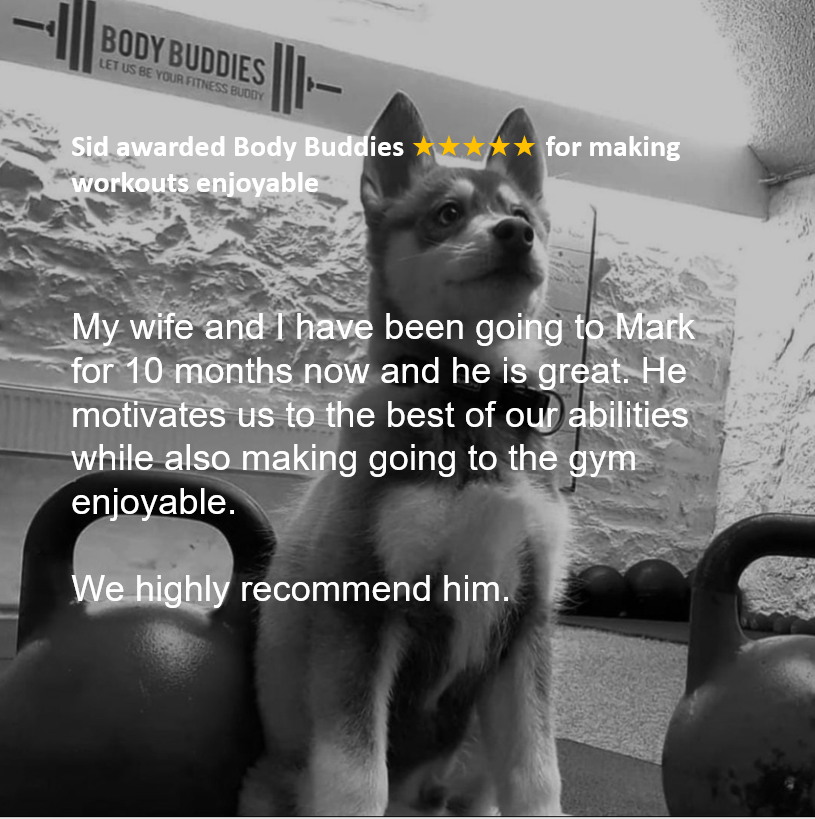 BODY BUDDIES
LET US BE YOUR FITNESS BUDDY
Sid awarded Body Buddies ★★★★★ for making
workouts enjoyable
My wife and I have been going to Mark
for 10 months now and he is great. He
motivates us to the best of our abilities
while also making going to the gym
enjoyable.
We highly recommend him.